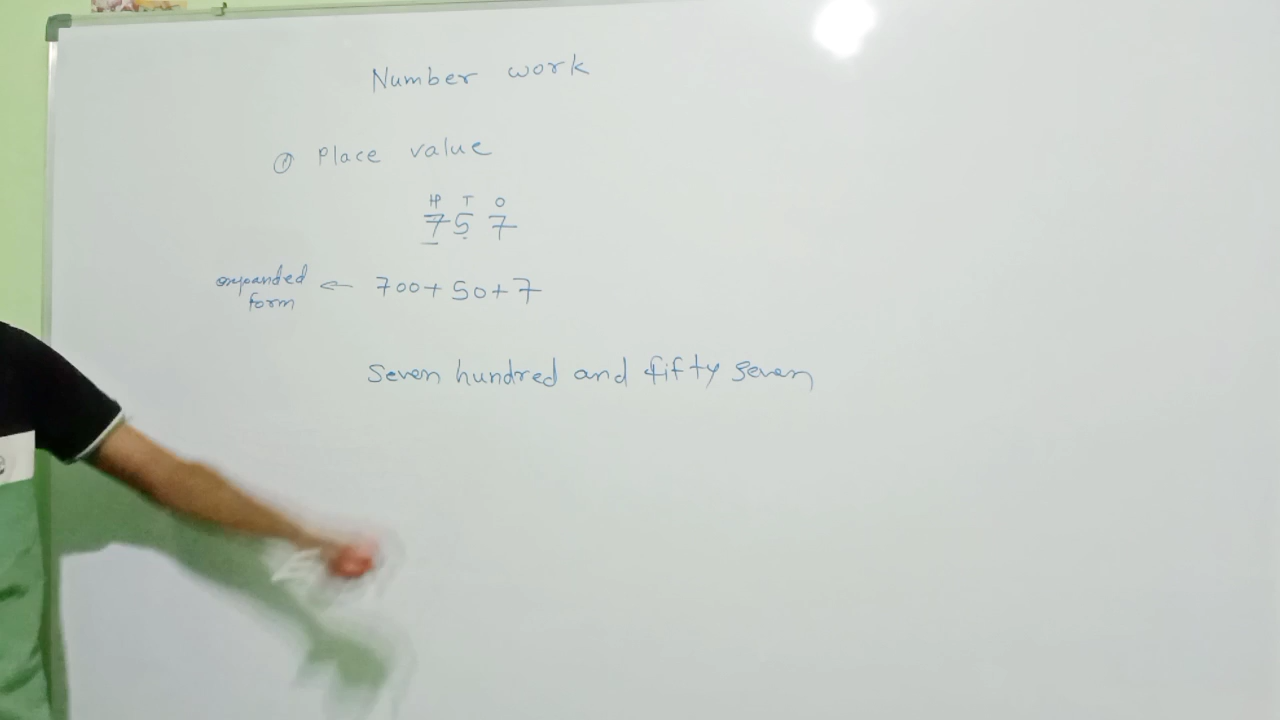 Number work
① Place value
H T O
7 5 7
expanded form ← 700 + 50 + 7
Seven hundred and fifty seven